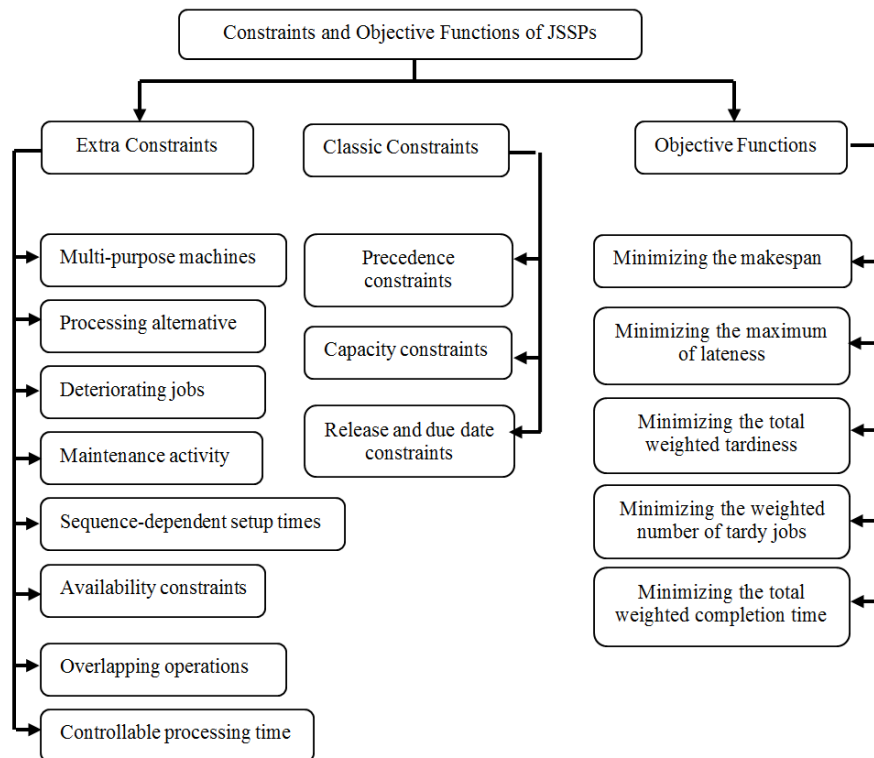 Constraints and Objective Functions of JSSPs
Extra Constraints
Classic Constraints
Objective Functions
Multi-purpose machines
Processing alternative
Deteriorating jobs
Maintenance activity
Sequence-dependent setup times
Availability constraints
Overlapping operations
Controllable processing time
Precedence
constraints
Capacity constraints
Release and due date
constraints
Minimizing the makespan
Minimizing the maximum
of lateness
Minimizing the total
weighted tardiness
Minimizing the weighted
number of tardy jobs
Minimizing the total
weighted completion time